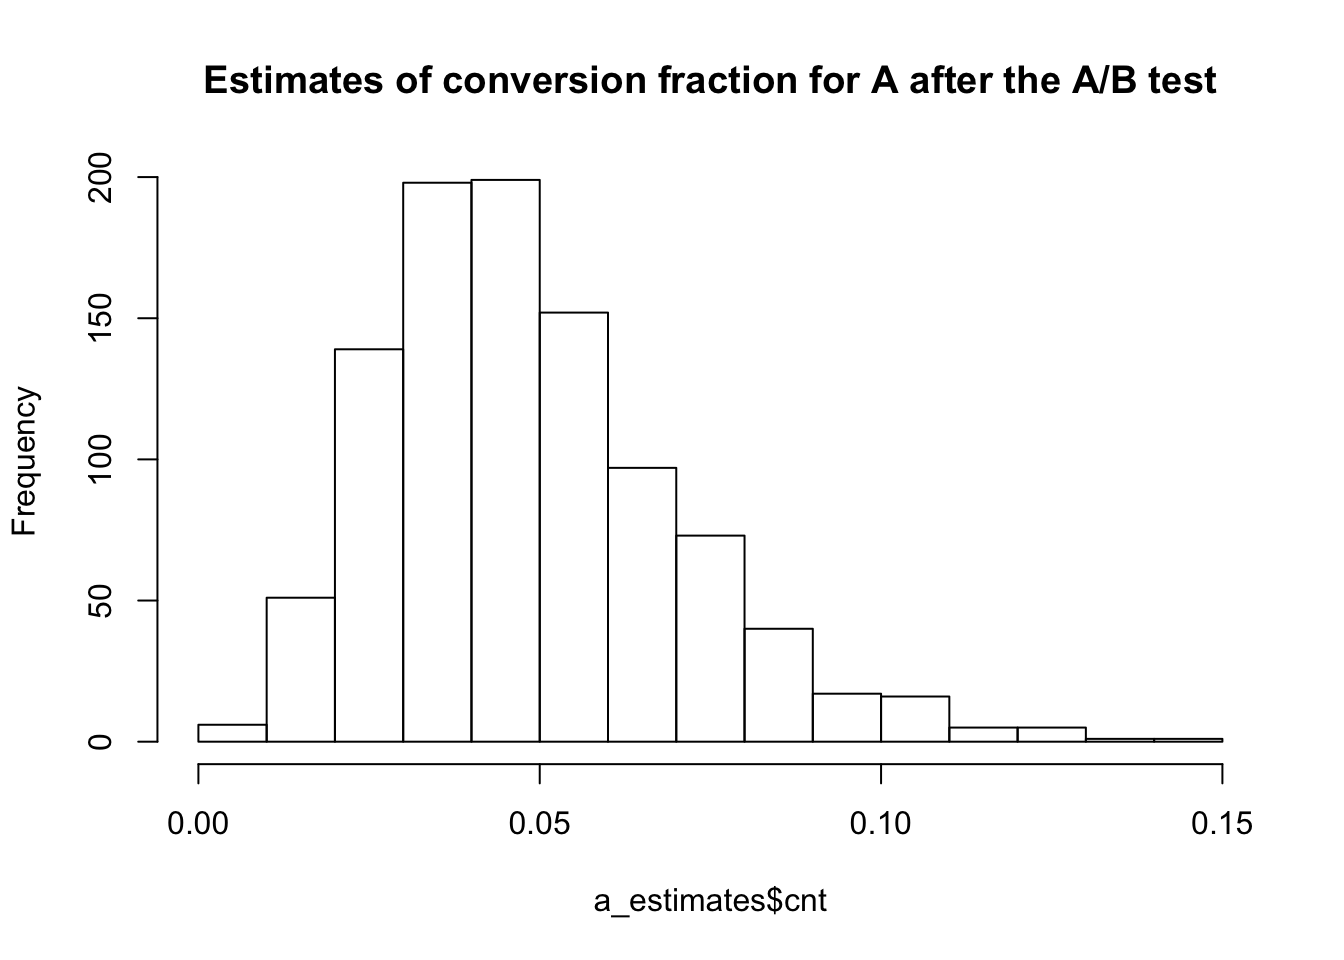 Estimates of conversion fraction for A after the A/B test
Frequency
200
150
100
50
0
0.00 0.05 0.10 0.15
a_estimates$cnt